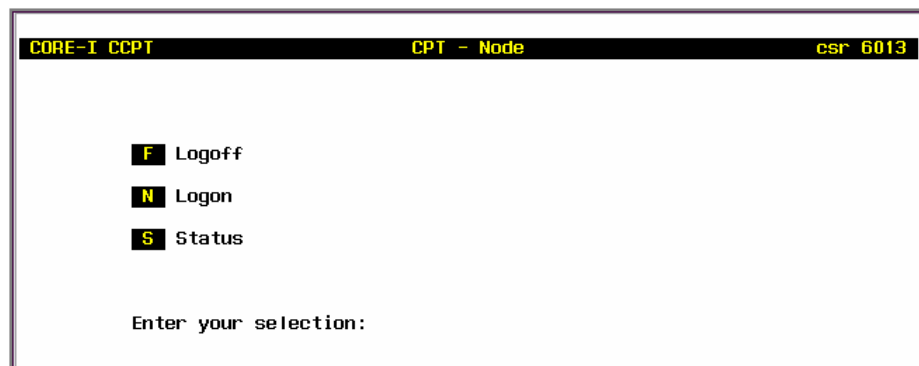 CORE-I CCPT CPT - Node csr 6013
F Logoff
N Logon
S Status
Enter your selection: